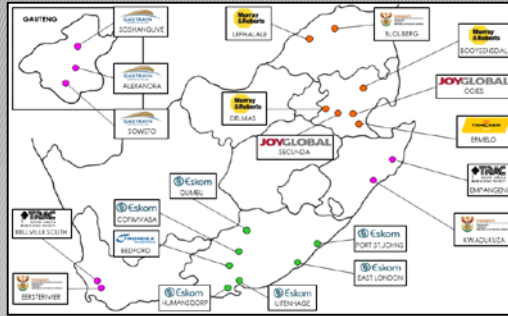 GAUTENG
GAUTRAIN
SOSHANGUVE
GAUTRAIN
ALEXANDRA
GAUTRAIN
SOWETO
Murray
&Roberts
LEPHALALE
BLOUBERG
Murray
&Roberts
BOOYSENSDAL
JOYGLOBAL
OGIES
Murray
&Roberts
DELMAS
JOYGLOBAL
SECUNDA
ERMELO
TRAC
EMPANGENI
KWADUKUZA
Eskom
QUMBU
Eskom
COFIMVABA
BEDFORD
Eskom
PORT ST.JOHNS
Eskom
EAST LONDON
Eskom
HUMANSDORP
Eskom
UITENHAGE
TRAC
BELLVILLE SOUTH
EERSTERIVIER